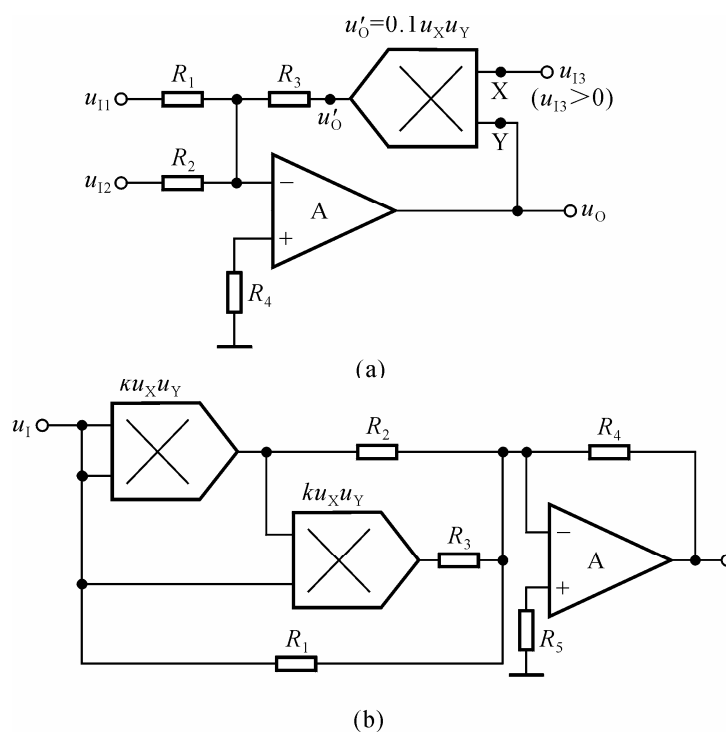 u′O=0.1uXuY
R1 R3 X uI3
uI1 u′O (uI3>0)
Y
R2
uI2 − A uO
+
R4
(a)
κuXuY
uI R2 R4
kuXuY
R3 − A
+
R1 R5
(b)